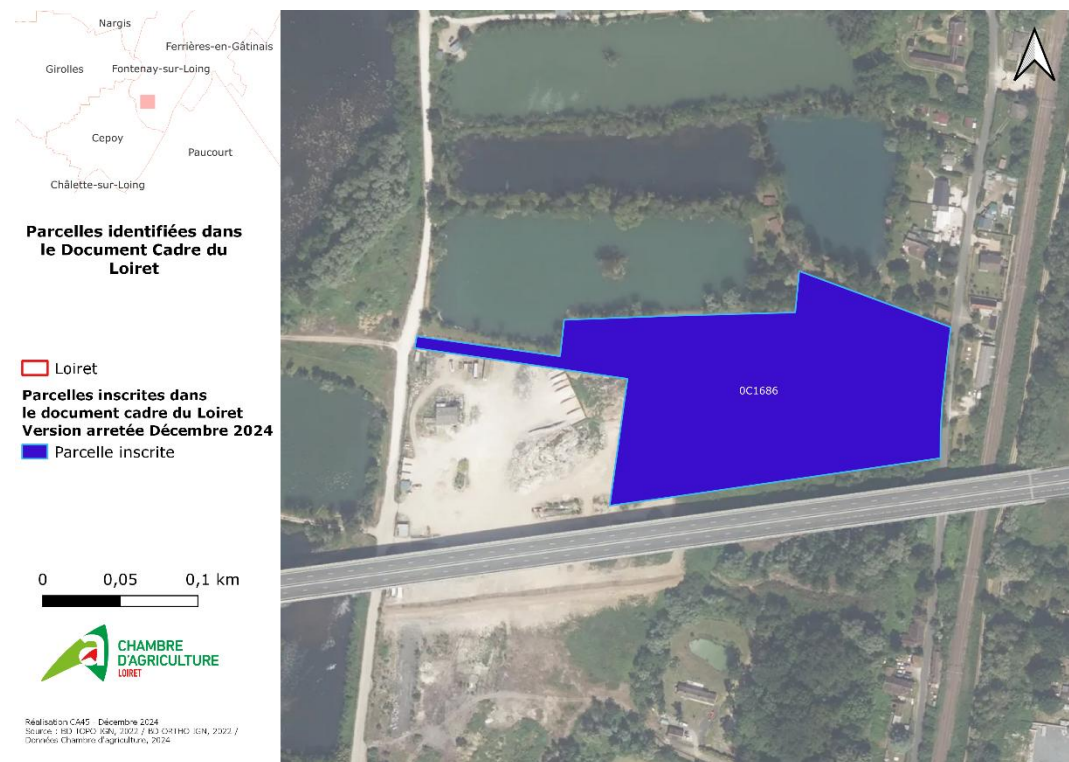 Nargis
Ferrières-en-Gâtinais
Girolles
Fontenay-sur-Loing
Cepoy
Paucourt
Châlette-sur-Loing
Parcelles identifiées dans
le Document Cadre du
Loiret
Loiret
Parcelles inscrites dans
le document cadre du Loiret
Version arretée Décembre 2024
Parcelle inscrite
0 0,05 0,1 km
CHAMBRE
D'AGRICULTURE
LOIRET
Réalisation CA45 - Décembre 2024
Source : BD TOPO IGN, 2022 / BD ORTHO IGN, 2022 /
Données Chambre d'agriculture, 2024
0C1686